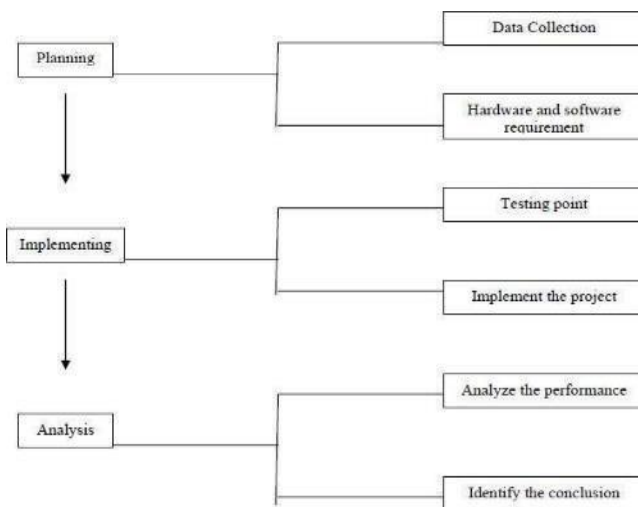 Data Collection
Planning
Hardware and software
requirement
Testing point
Implementing
Implement the project
Analyze the performance
Analysis
Identify the conclusion